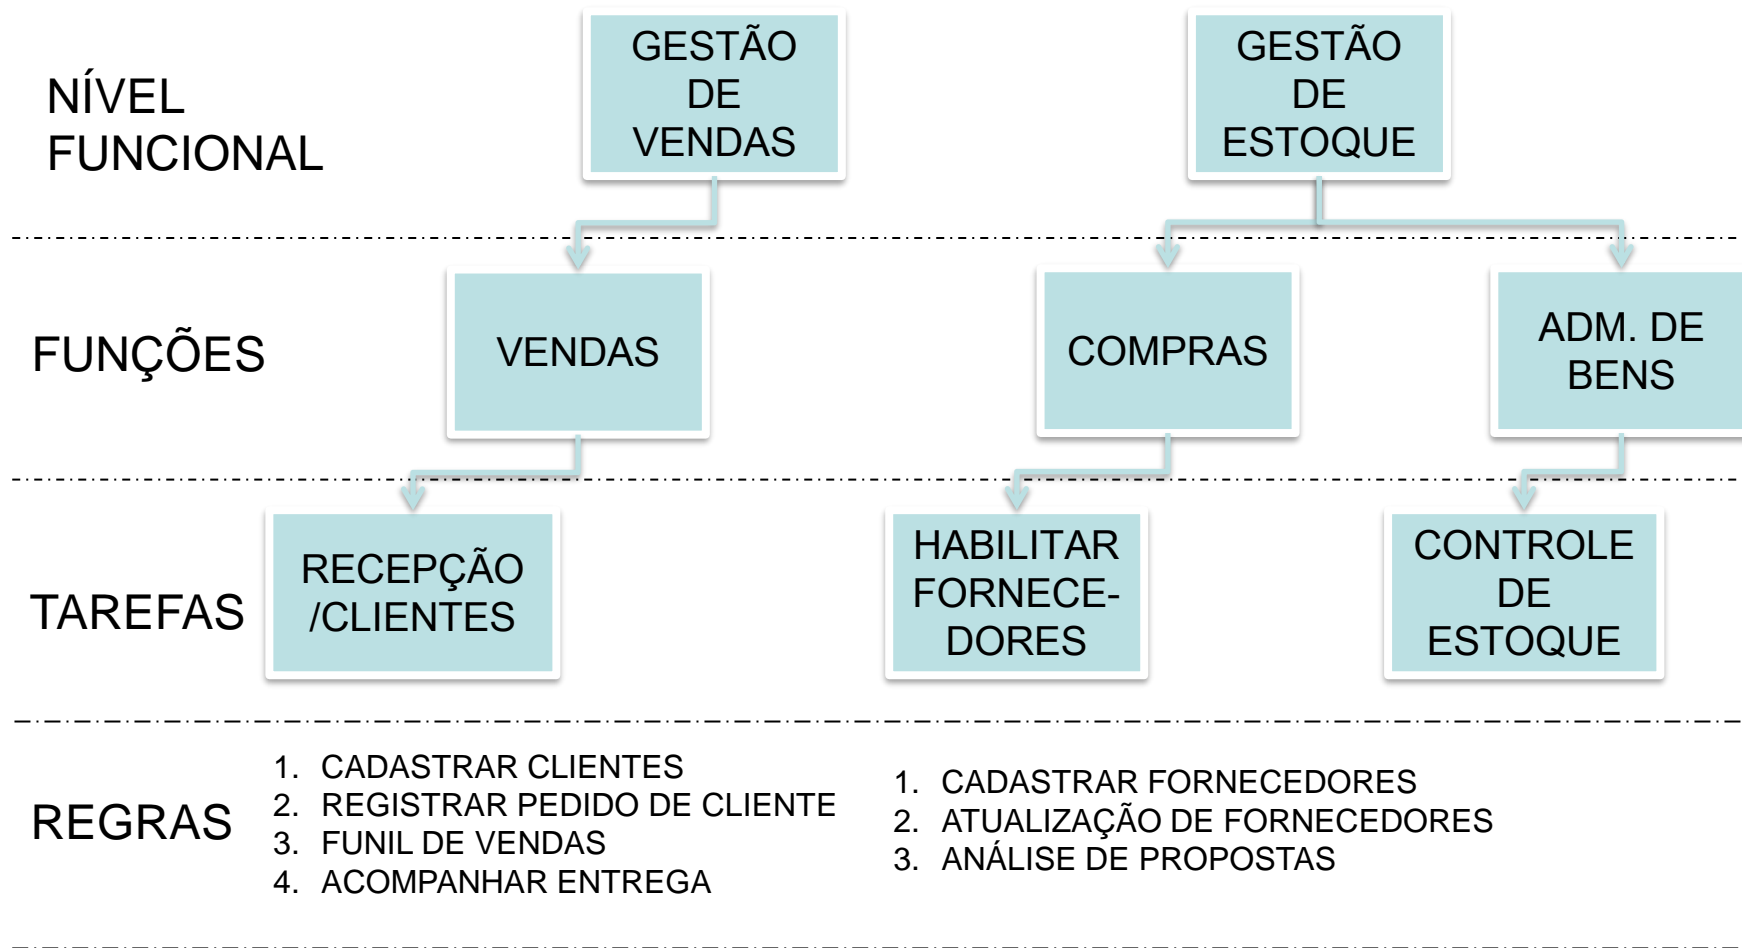 NÍVEL
FUNCIONAL
GESTÃO
DE
VENDAS
GESTÃO
DE
ESTOQUE
FUNÇÕES
VENDAS
COMPRAS
ADM. DE
BENS
TAREFAS
RECEPÇÃO
/CLIENTES
HABILITAR
FORNECE-
DORES
CONTROLE
DE
ESTOQUE
REGRAS
1. CADASTRAR CLIENTES
2. REGISTRAR PEDIDO DE CLIENTE
3. FUNIL DE VENDAS
4. ACOMPANHAR ENTREGA
1. CADASTRAR FORNECEDORES
2. ATUALIZAÇÃO DE FORNECEDORES
3. ANÁLISE DE PROPOSTAS